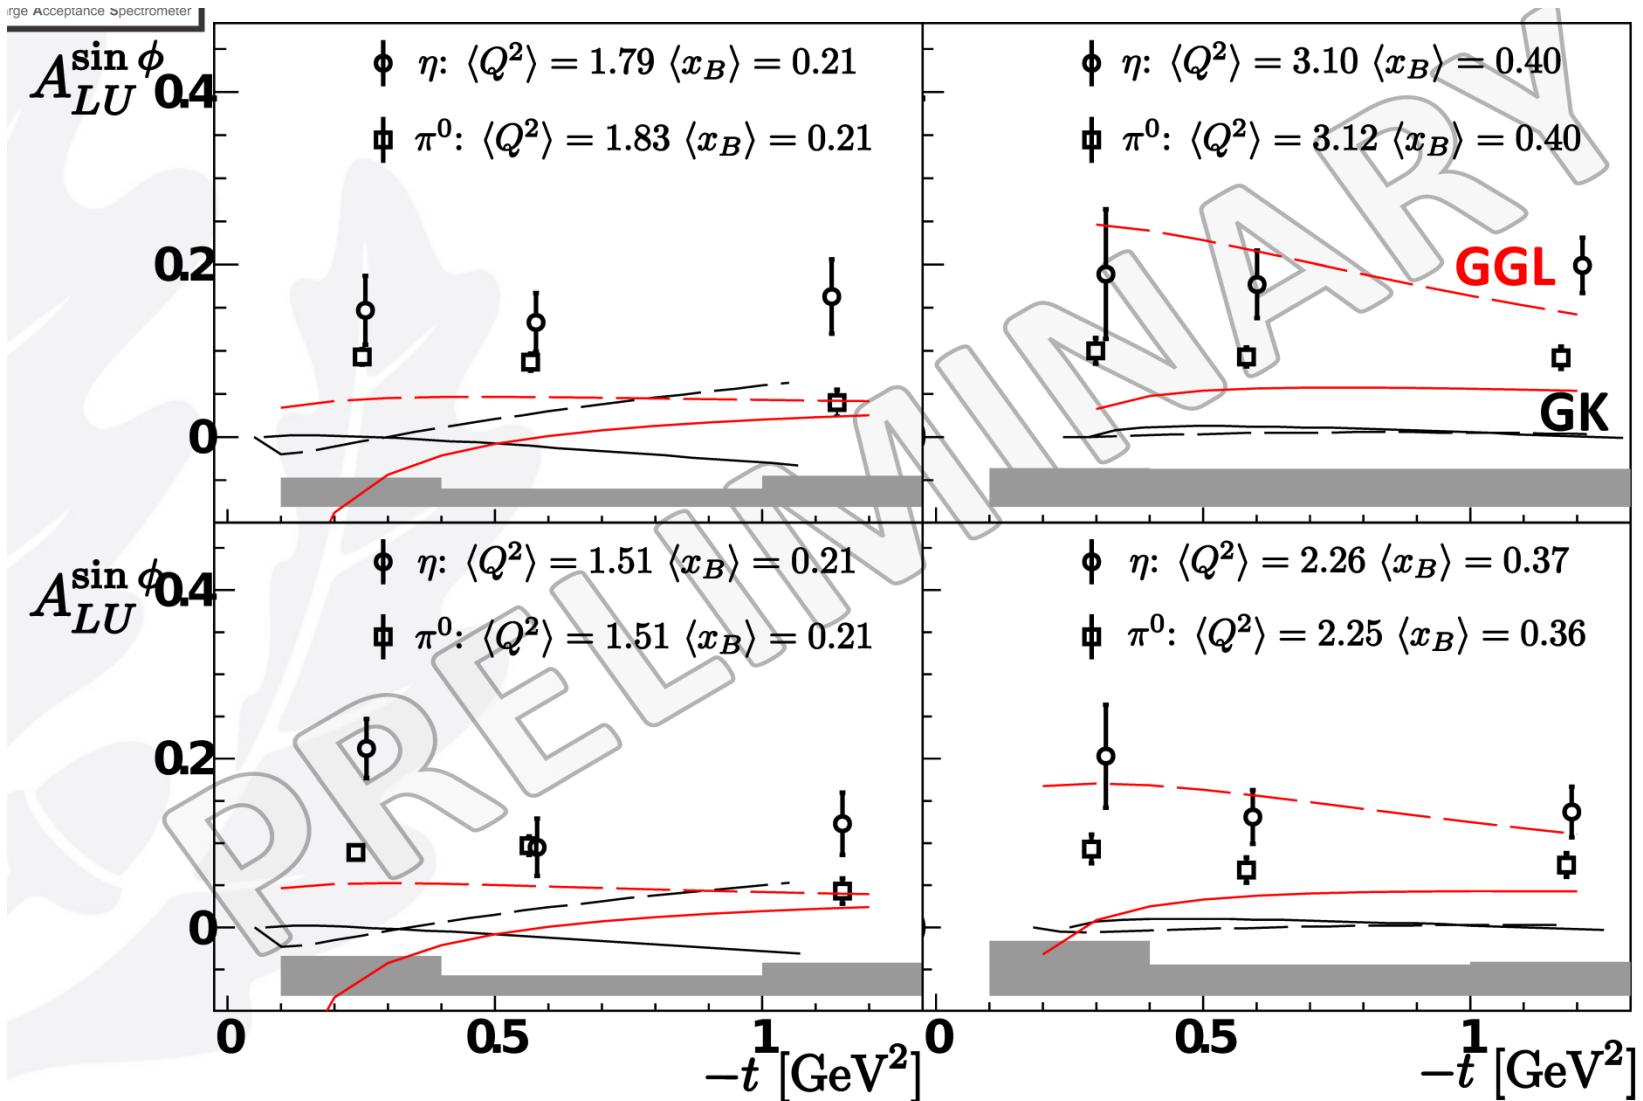 Acceptance Spectrometer
A_{LU}^{\sin\phi}
0.4
0.2
0
η: ⟨Q²⟩ = 1.79 ⟨x_B⟩ = 0.21
π⁰: ⟨Q²⟩ = 1.83 ⟨x_B⟩ = 0.21
η: ⟨Q²⟩ = 3.10 ⟨x_B⟩ = 0.40
π⁰: ⟨Q²⟩ = 3.12 ⟨x_B⟩ = 0.40
GGL
GK
A_{LU}^{\sin\phi}
0.4
0.2
0
η: ⟨Q²⟩ = 1.51 ⟨x_B⟩ = 0.21
π⁰: ⟨Q²⟩ = 1.51 ⟨x_B⟩ = 0.21
η: ⟨Q²⟩ = 2.26 ⟨x_B⟩ = 0.37
π⁰: ⟨Q²⟩ = 2.25 ⟨x_B⟩ = 0.36
PRELIMINARY
0 0.5 1
−t [GeV²]
0 0.5 1
−t [GeV²]